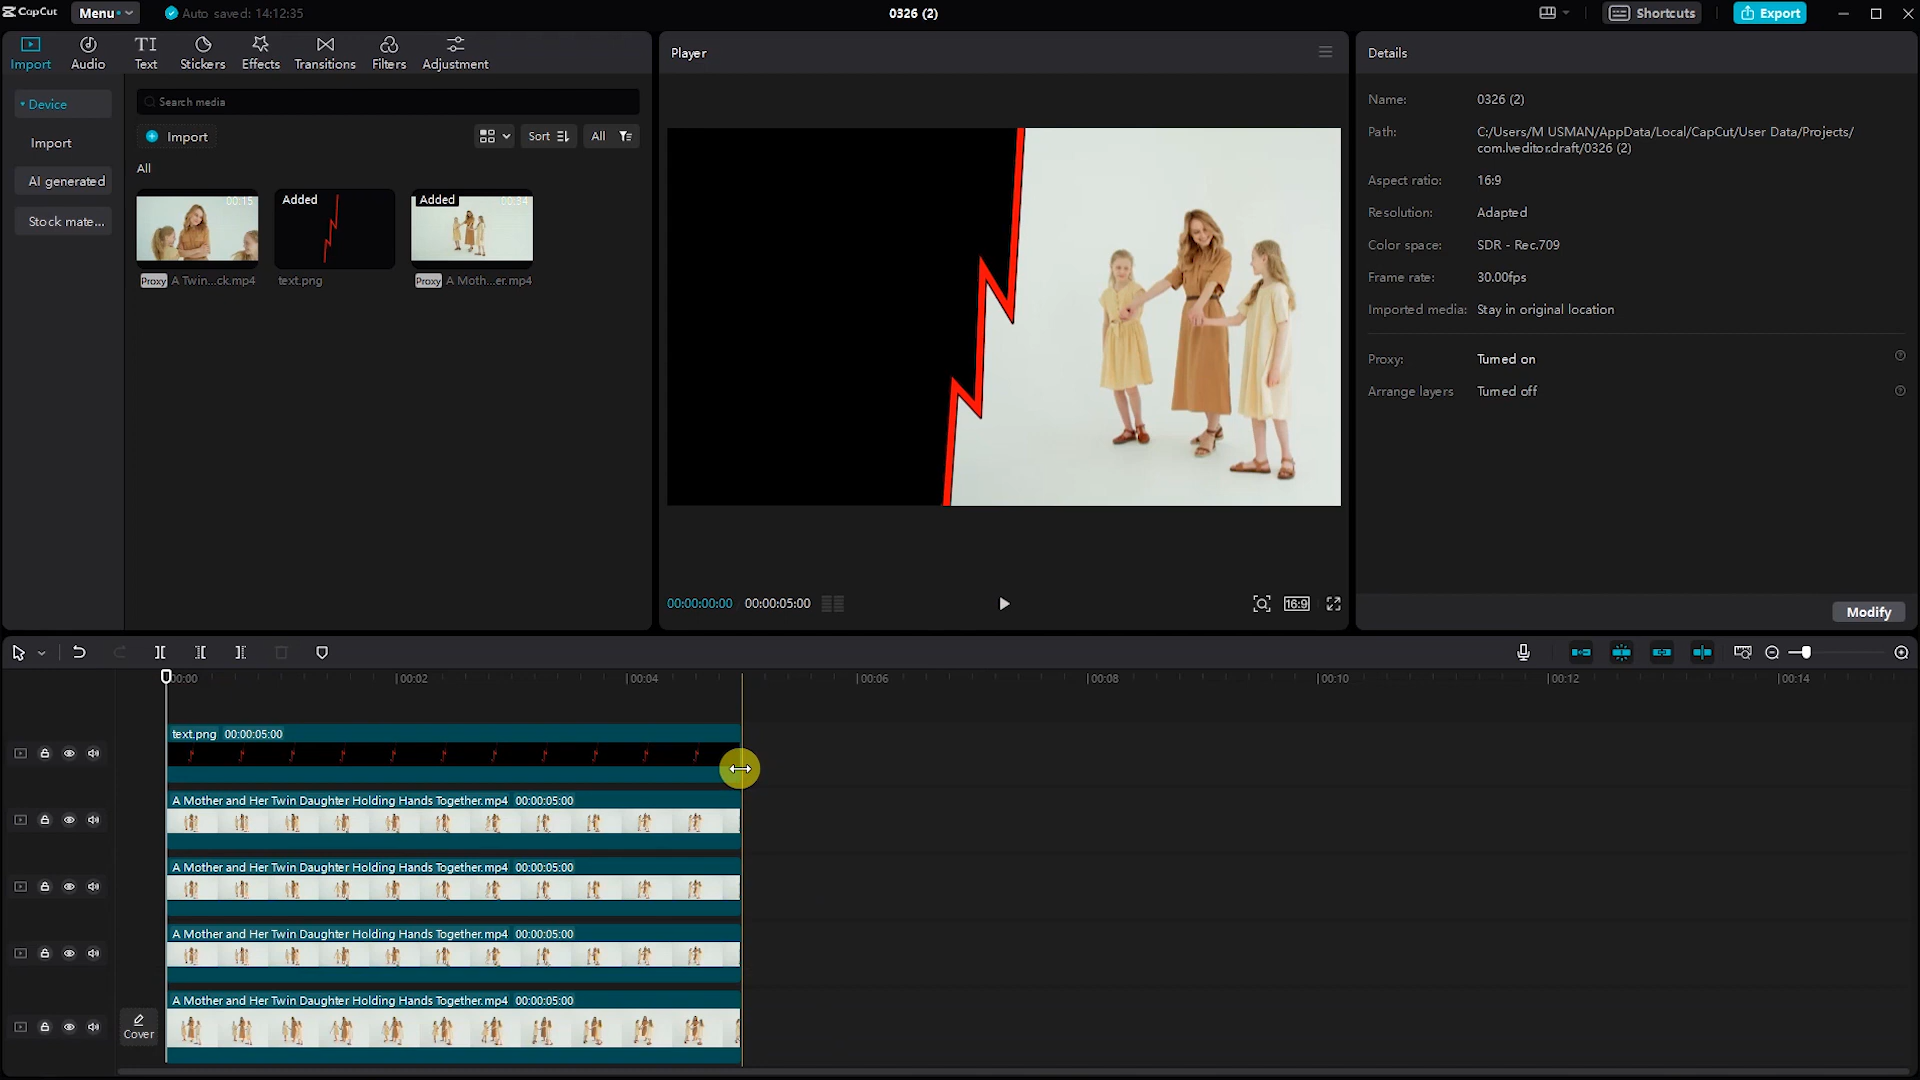 CapCut
Menu
Auto saved: 14:12:35
0326 (2)
Shortcuts
Export
Import
Audio
Text
Stickers
Effects
Transitions
Filters
Adjustment
Device
Import
AI generated
Stock mate...
Search media
Import
Sort
All
All
00:15
Proxy A Twin...ck.mp4
Added
text.png
Added
00:34
Proxy A Moth...er.mp4
Player
00:00:00:00 00:00:05:00
16:9
Details
Name: 0326 (2)
Path: C:/Users/M USMAN/AppData/Local/CapCut/User Data/Projects/
com.lveditor.draft/0326 (2)
Aspect ratio: 16:9
Resolution: Adapted
Color space: SDR - Rec.709
Frame rate: 30.00fps
Imported media: Stay in original location
Proxy: Turned on
Arrange layers Turned off
Modify
00:00
00:02
00:04
00:06
00:08
00:10
00:12
00:14
text.png 00:00:05:00
A Mother and Her Twin Daughter Holding Hands Together.mp4 00:00:05:00
A Mother and Her Twin Daughter Holding Hands Together.mp4 00:00:05:00
A Mother and Her Twin Daughter Holding Hands Together.mp4 00:00:05:00
A Mother and Her Twin Daughter Holding Hands Together.mp4 00:00:05:00
Cover